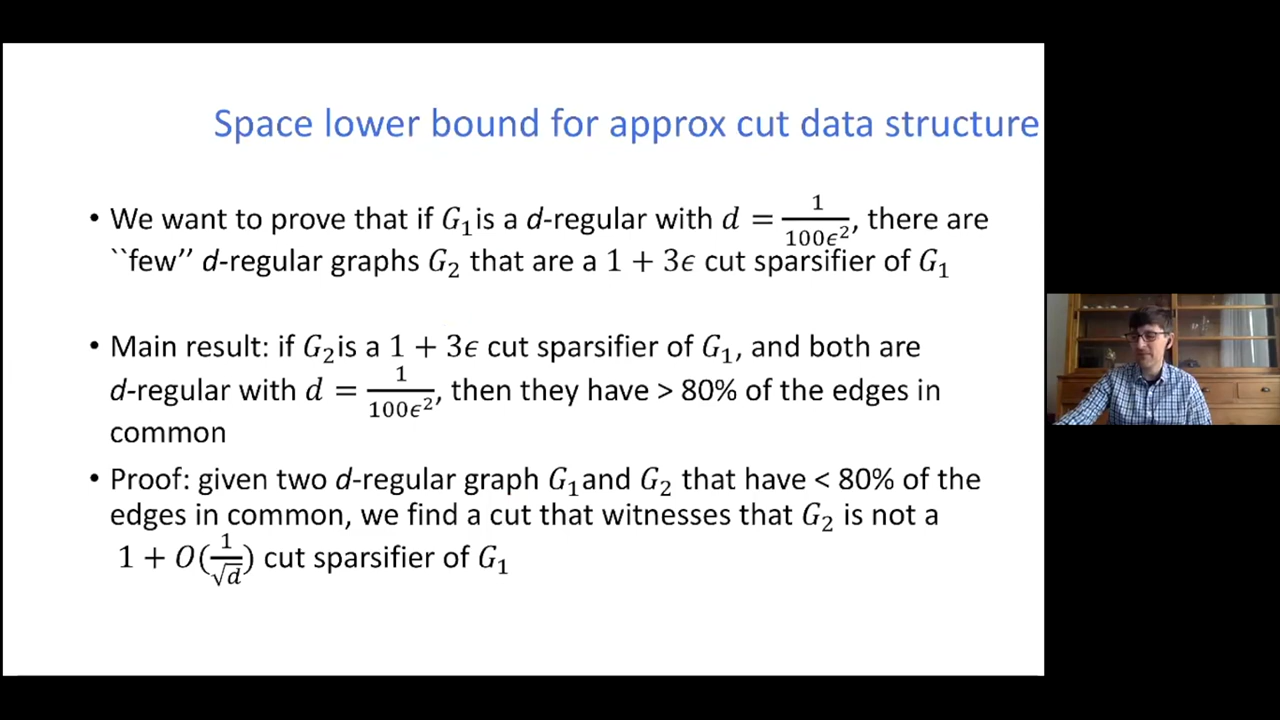 Space lower bound for approx cut data structure
• We want to prove that if G₁is a d-regular with d = 1/(100ϵ²), there are
``few’’ d-regular graphs G₂ that are a 1 + 3ϵ cut sparsifier of G₁
• Main result: if G₂is a 1 + 3ϵ cut sparsifier of G₁, and both are
d-regular with d = 1/(100ϵ²), then they have > 80% of the edges in
common
• Proof: given two d-regular graph G₁and G₂ that have < 80% of the
edges in common, we find a cut that witnesses that G₂ is not a
1 + O(1/√d) cut sparsifier of G₁